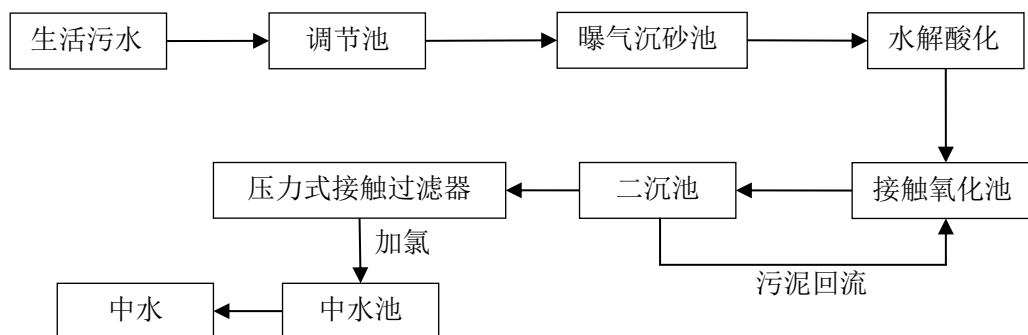 生活污水
调节池
曝气沉砂池
水解酸化
压力式接触过滤器
二沉池
接触氧化池
加氯
污泥回流
中水
中水池